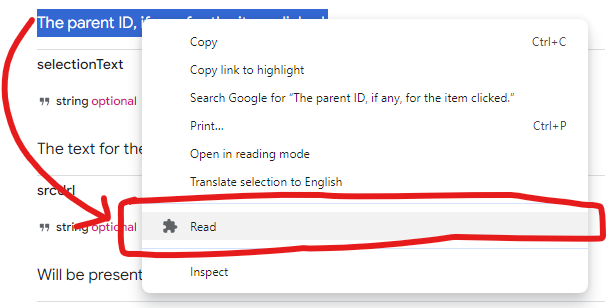 The parent ID, if
selectionText
string optional
The text for the
string optional
Will be present
Copy Ctrl+C
Copy link to highlight
Search Google for “The parent ID, if any, for the item clicked.”
Print... Ctrl+P
Open in reading mode
Translate selection to English
Read
Inspect